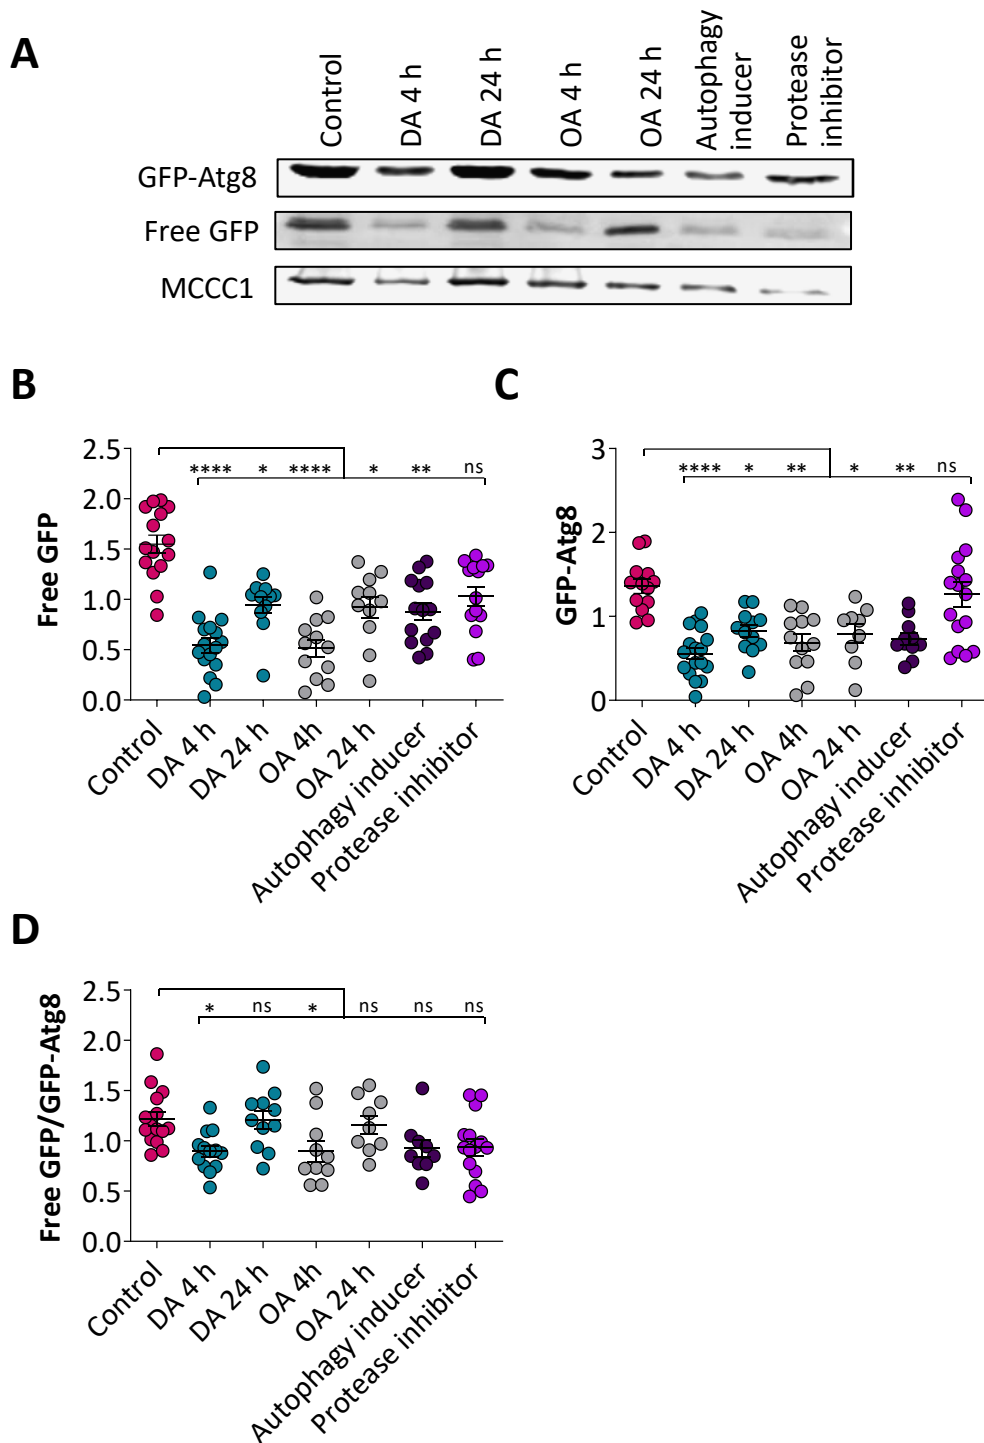 A
Control
DA 4 h
DA 24 h
OA 4 h
OA 24 h
Autophagy
inducer
Protease
inhibitor
GFP-Atg8
Free GFP
MCCC1
B
Free GFP
2.5
2.0
1.5
1.0
0.5
0.0
**** * **** * ** ns
Control
DA 4 h
DA 24 h
OA 4h
OA 24 h
Autophagy inducer
Protease inhibitor
C
GFP-Atg8
3
2
1
0
**** * ** * ** ns
Control
DA 4 h
DA 24 h
OA 4h
OA 24 h
Autophagy inducer
Protease inhibitor
D
Free GFP/GFP-Atg8
2.5
2.0
1.5
1.0
0.5
0.0
* ns * ns ns ns
Control
DA 4 h
DA 24 h
OA 4h
OA 24 h
Autophagy inducer
Protease inhibitor